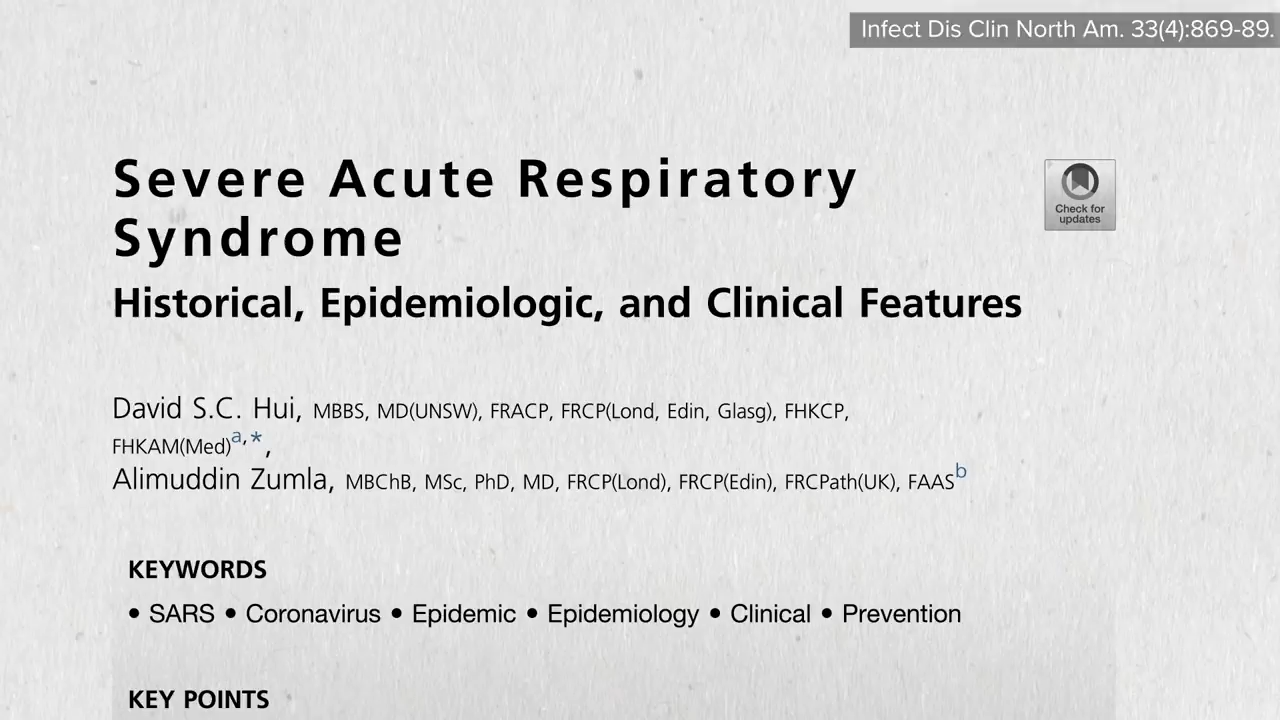 Infect Dis Clin North Am. 33(4):869-89.
Severe Acute Respiratory
Syndrome
Check for
updates
Historical, Epidemiologic, and Clinical Features
David S.C. Hui, MBBS, MD(UNSW), FRACP, FRCP(Lond, Edin, Glasg), FHKCP,
FHKAM(Med)a,*,
Alimuddin Zumla, MBChB, MSc, PhD, MD, FRCP(Lond), FRCP(Edin), FRCPath(UK), FAASb
KEYWORDS
• SARS • Coronavirus • Epidemic • Epidemiology • Clinical • Prevention
KEY POINTS